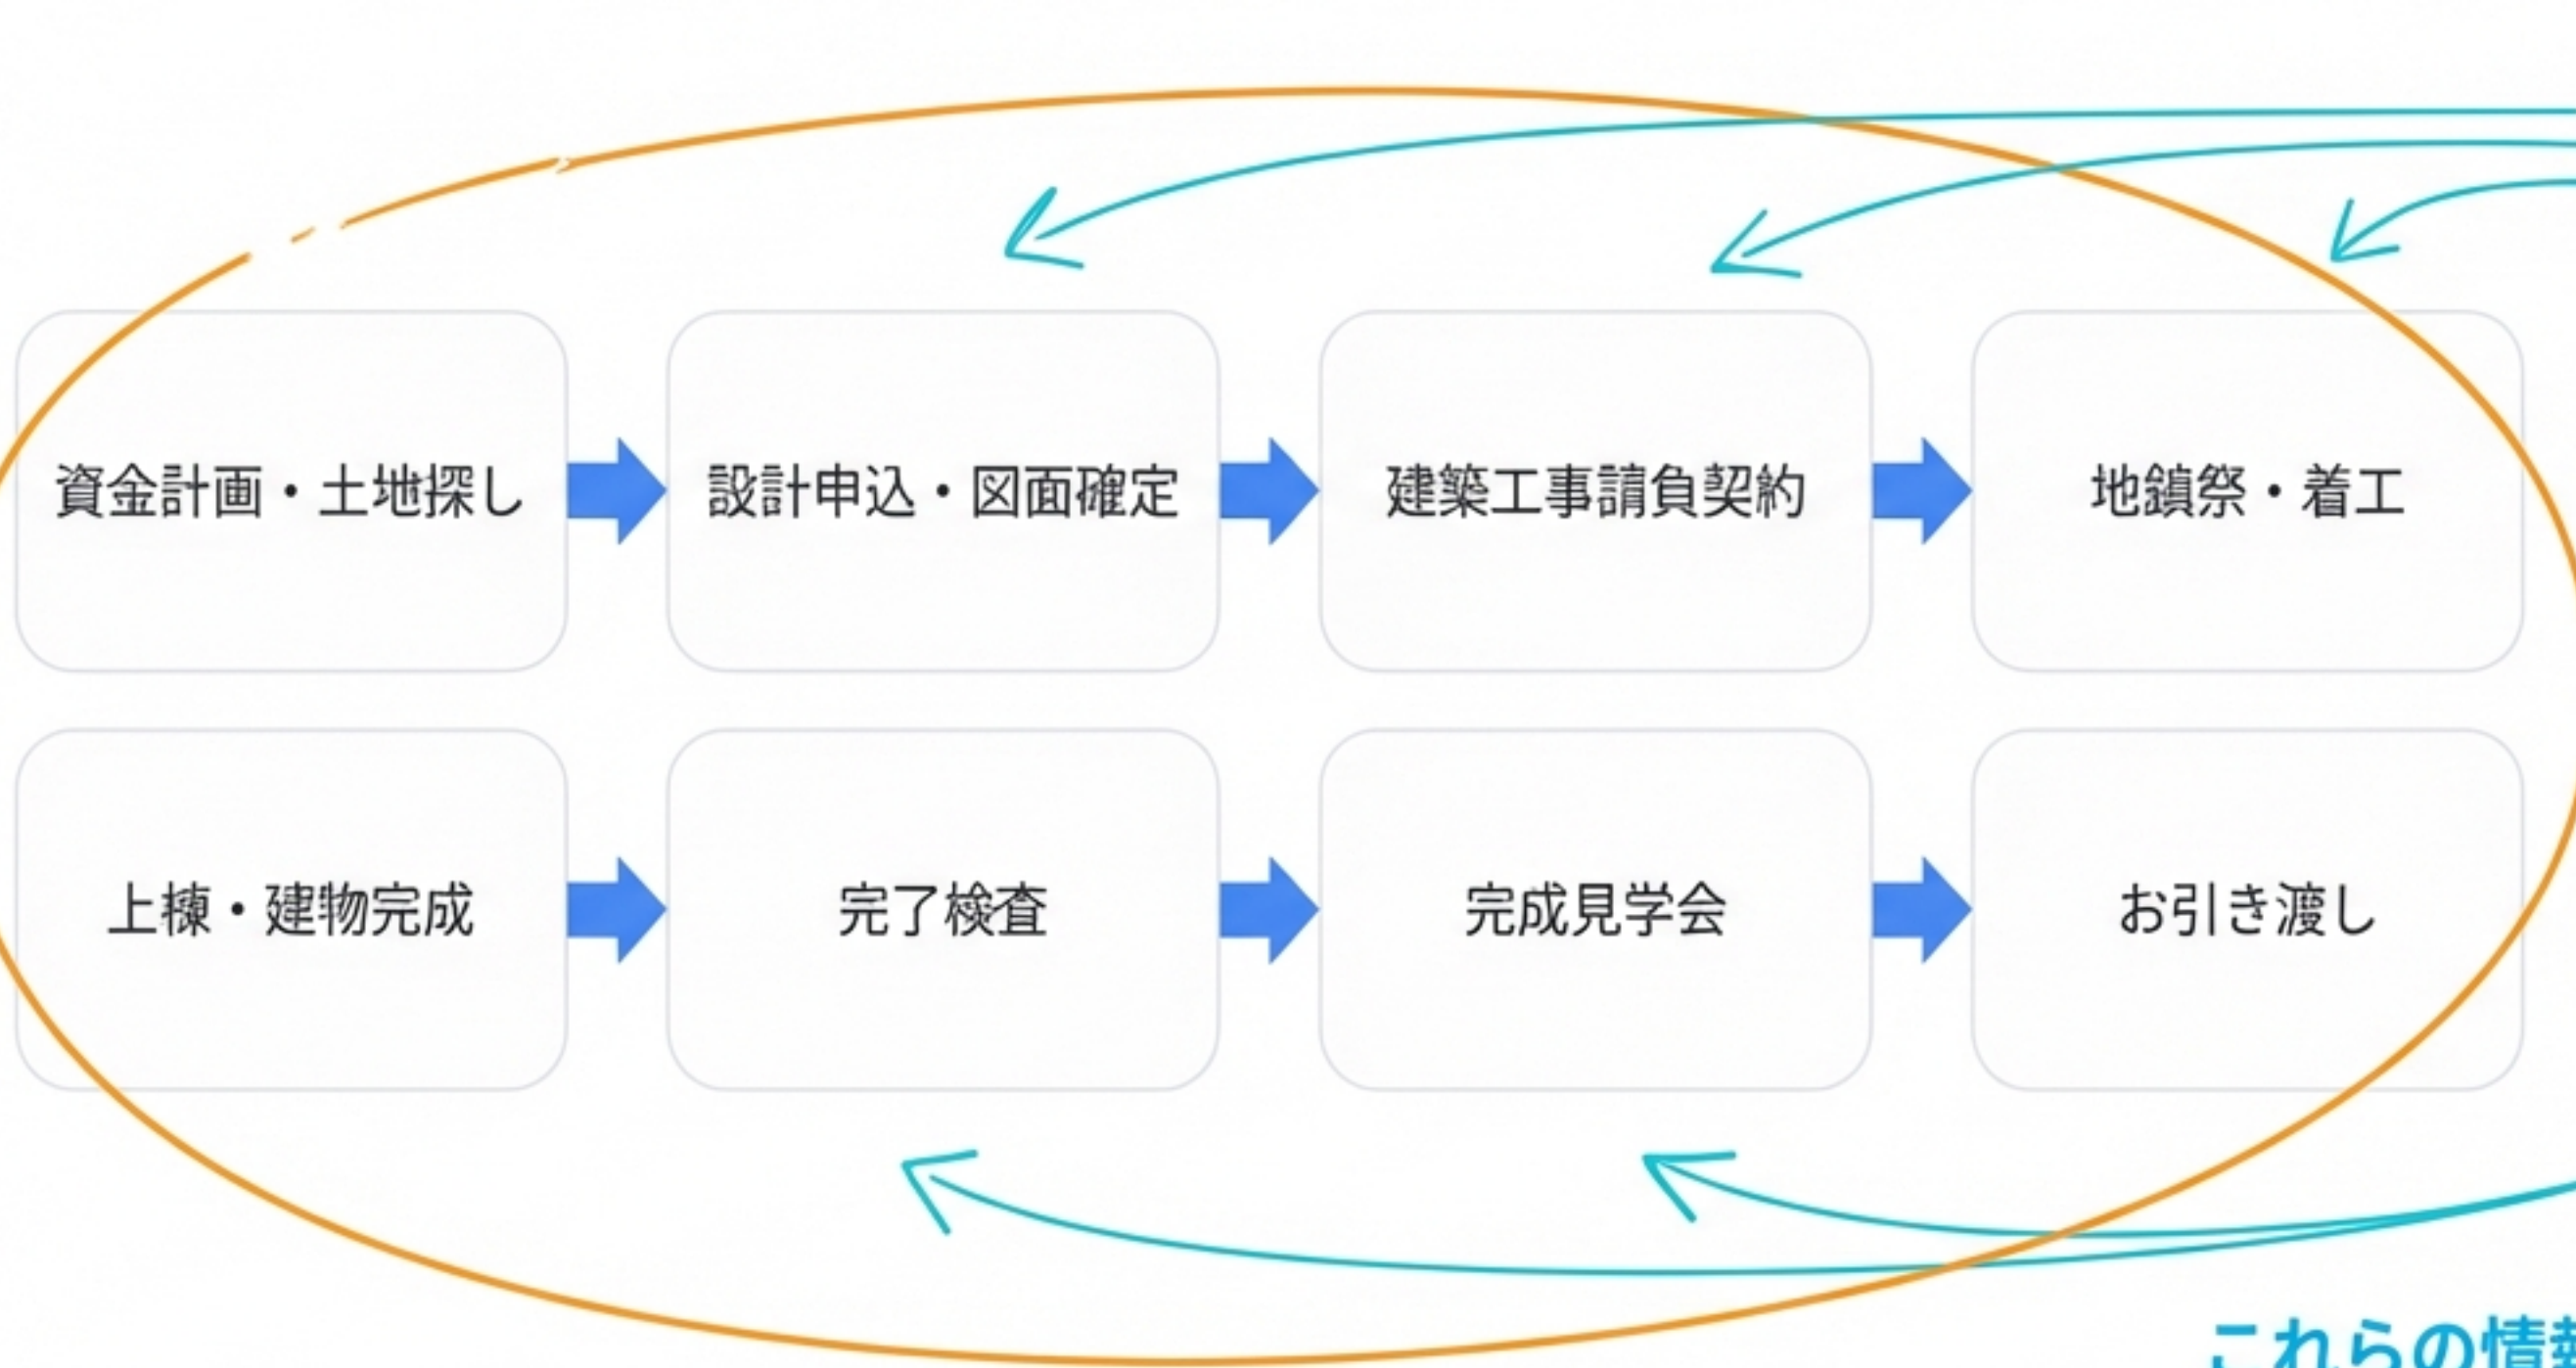 資金計画・土地探し
設計申込・図面確定
建築工事請負契約
地鎮祭・着工
上棟・建物完成
完了検査
完成見学会
お引き渡し
これらの情報